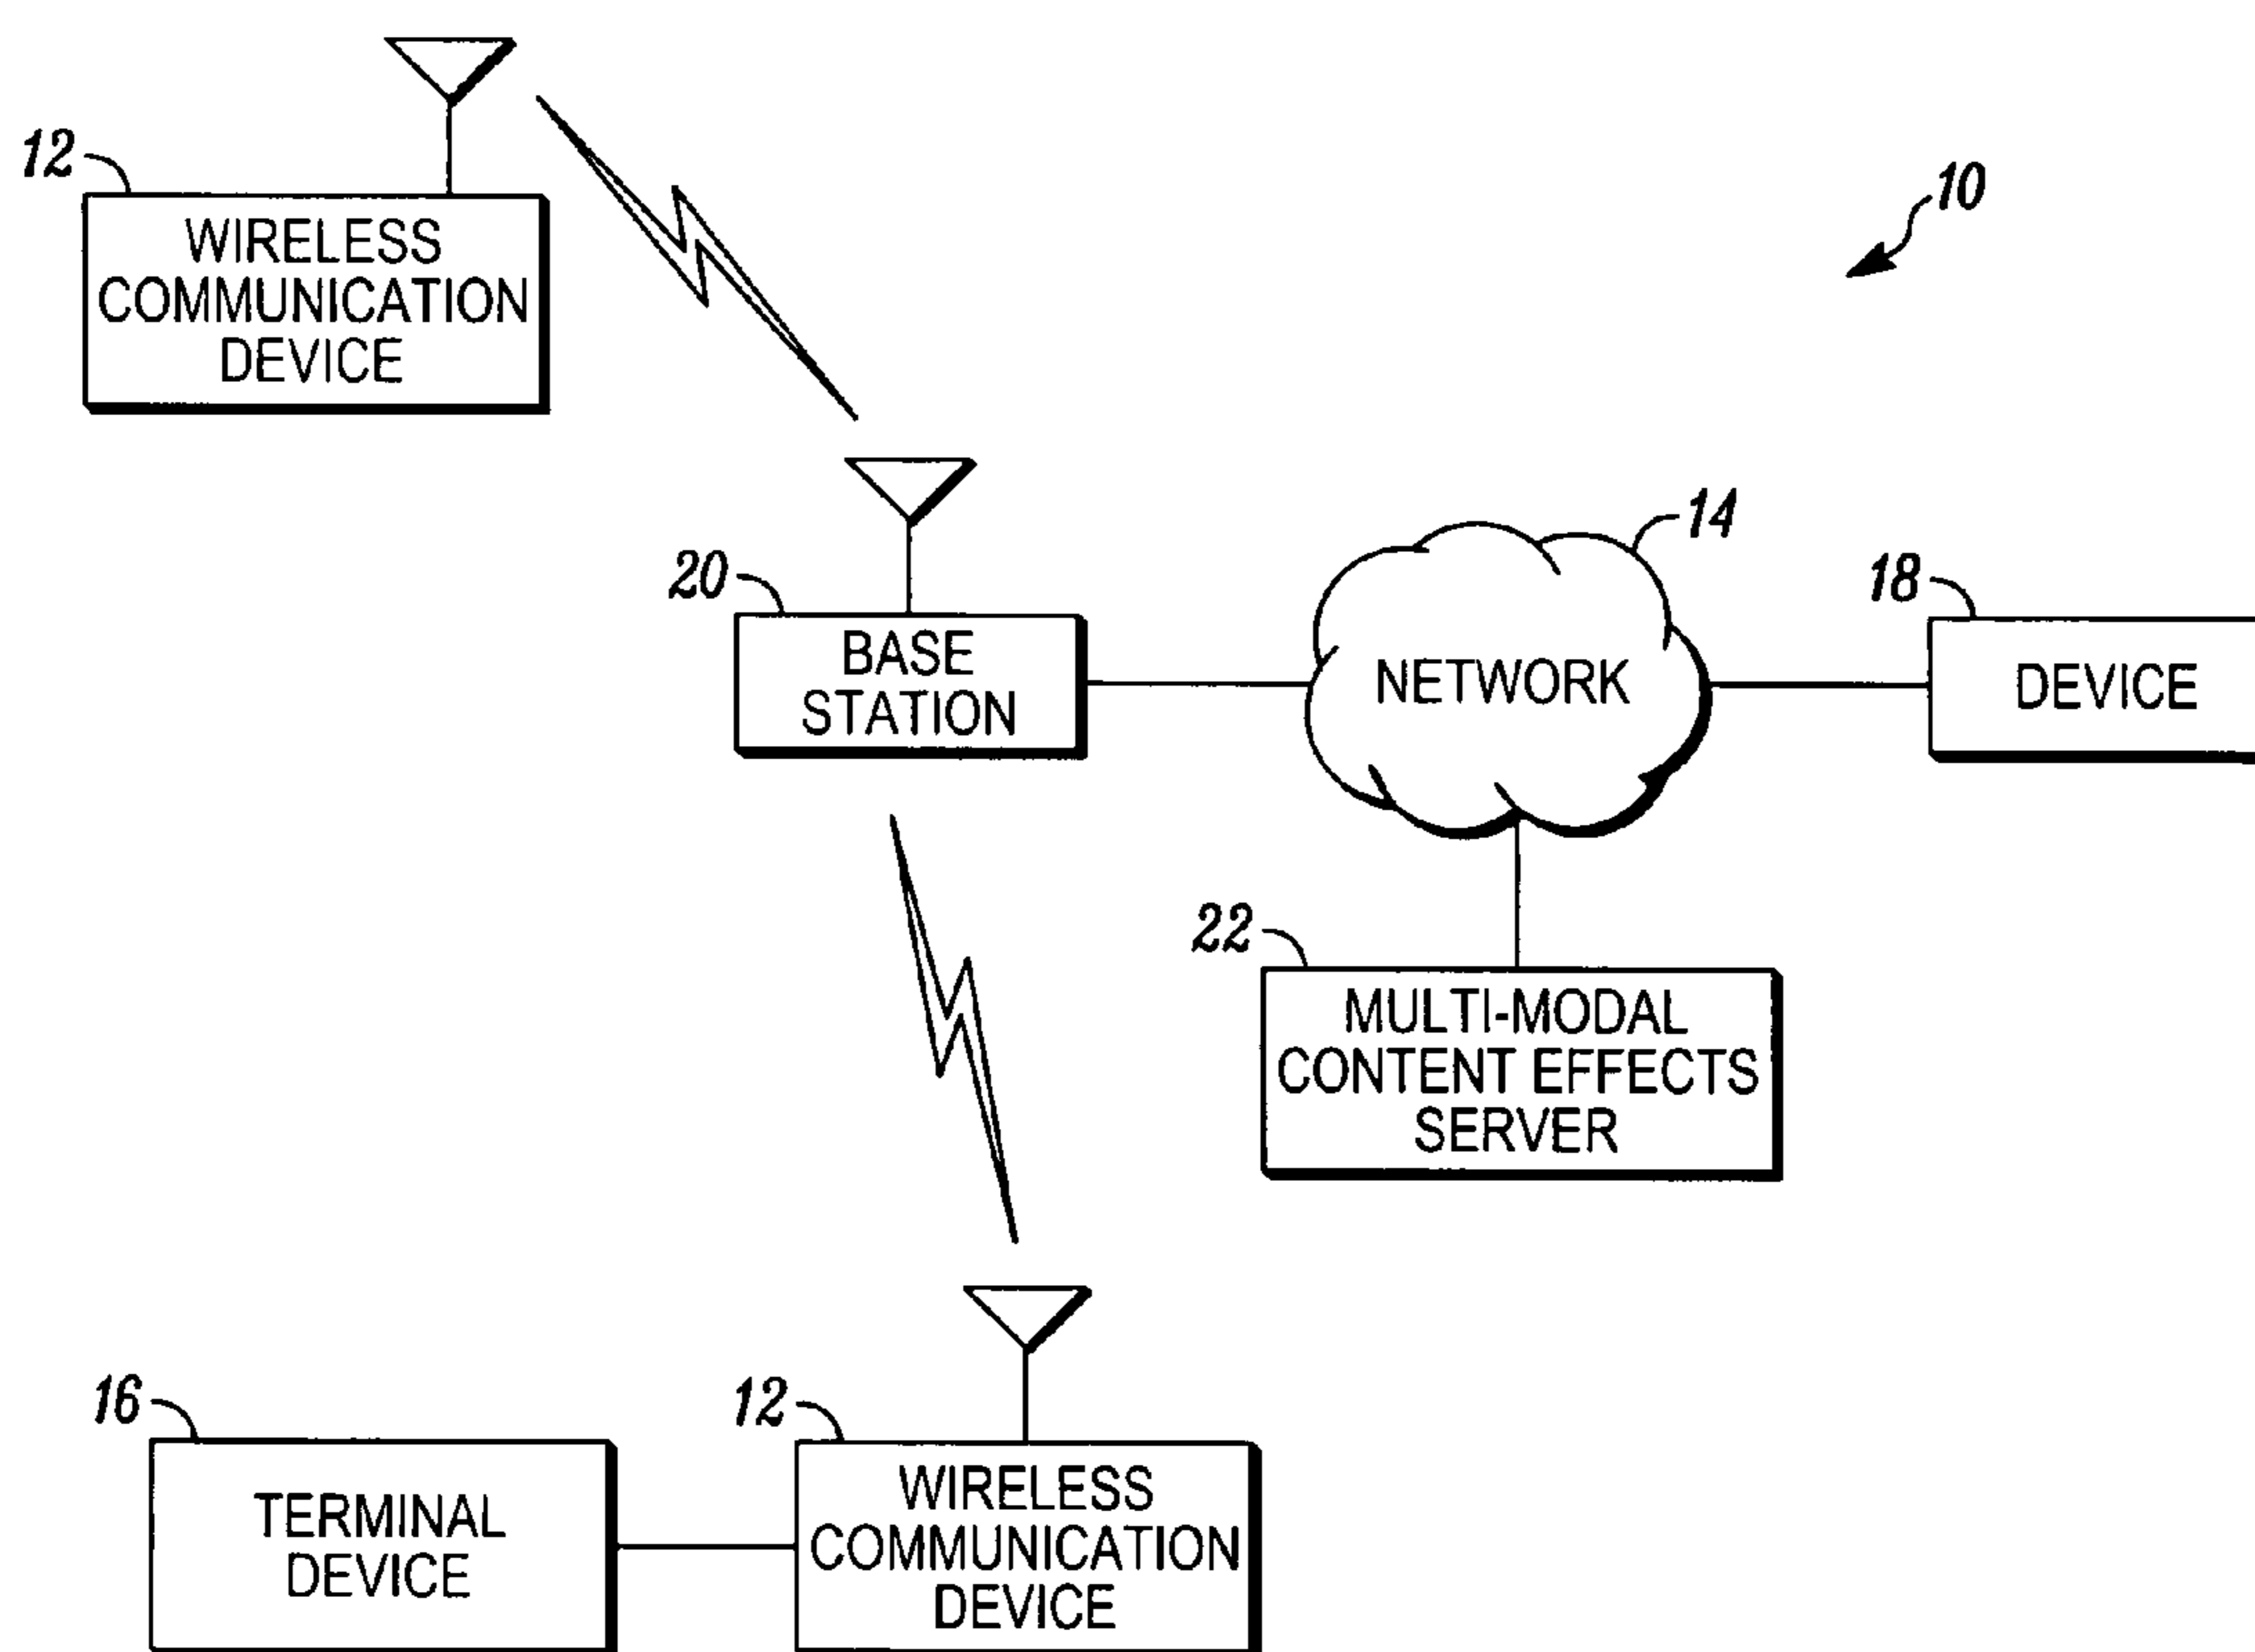 12
WIRELESS
COMMUNICATION
DEVICE
10
20
BASE
STATION
14
NETWORK
18
DEVICE
22
MULTI-MODAL
CONTENT EFFECTS
SERVER
16
TERMINAL
DEVICE
12
WIRELESS
COMMUNICATION
DEVICE